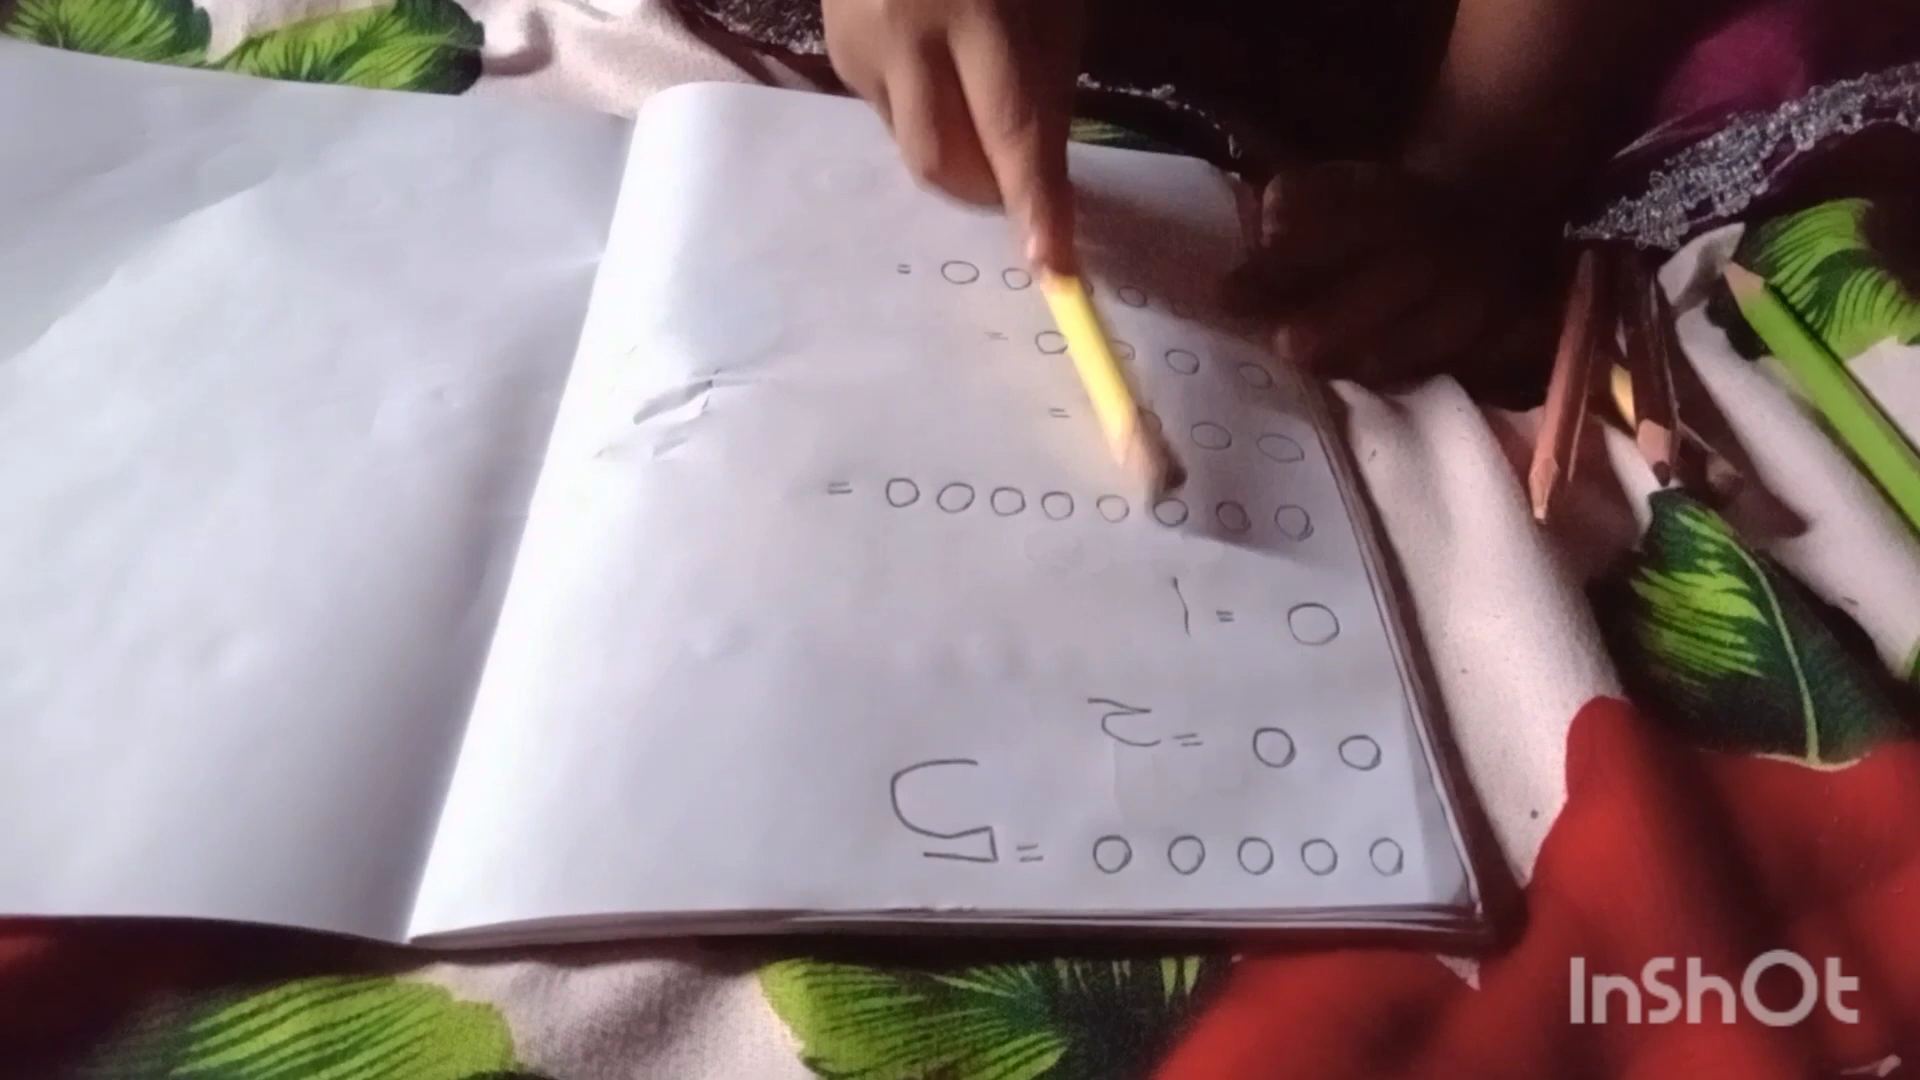 ○ ○ ○ ○ ○ = 5
○ ○ = 2
○ = 1
○ ○ ○ ○ ○ ○ ○ ○ =
○ ○ ○ =
○ ○ ○ ○ =
=
InShOt